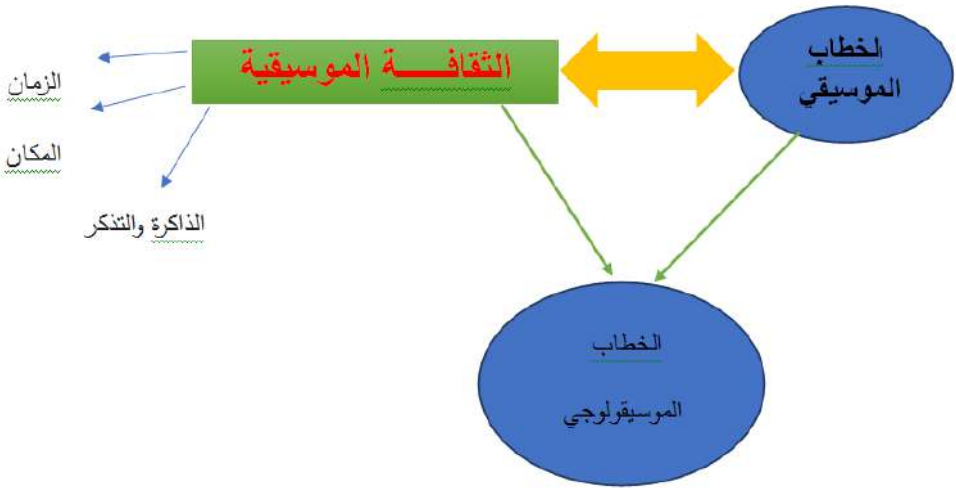 الخطاب
الموسيقي
الثقافـــــة الموسيقية
الزمان
المكان
الذاكرة والتذكر
الخطاب
الموسيقولوجي